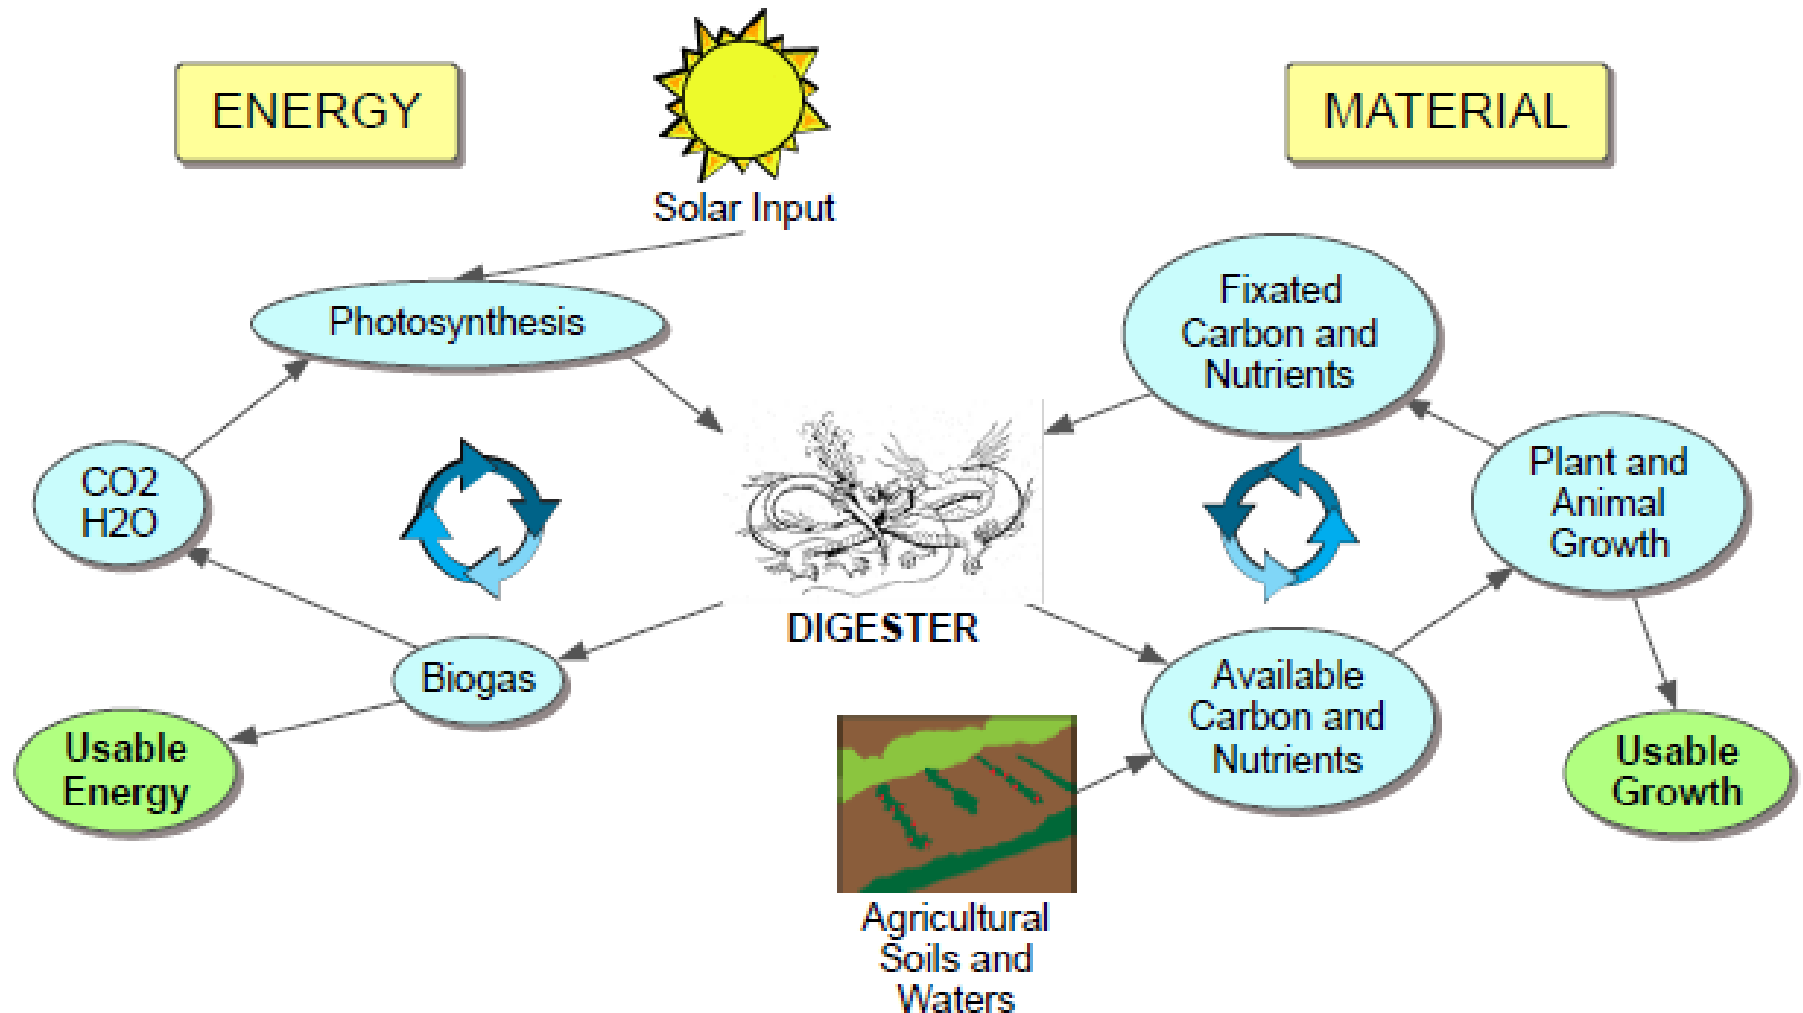 ENERGY
MATERIAL
Solar Input
Photosynthesis
Fixated
Carbon and
Nutrients
CO2
H2O
Plant and
Animal
Growth
DIGESTER
Biogas
Available
Carbon and
Nutrients
Usable
Energy
Usable
Growth
Agricultural
Soils and
Waters